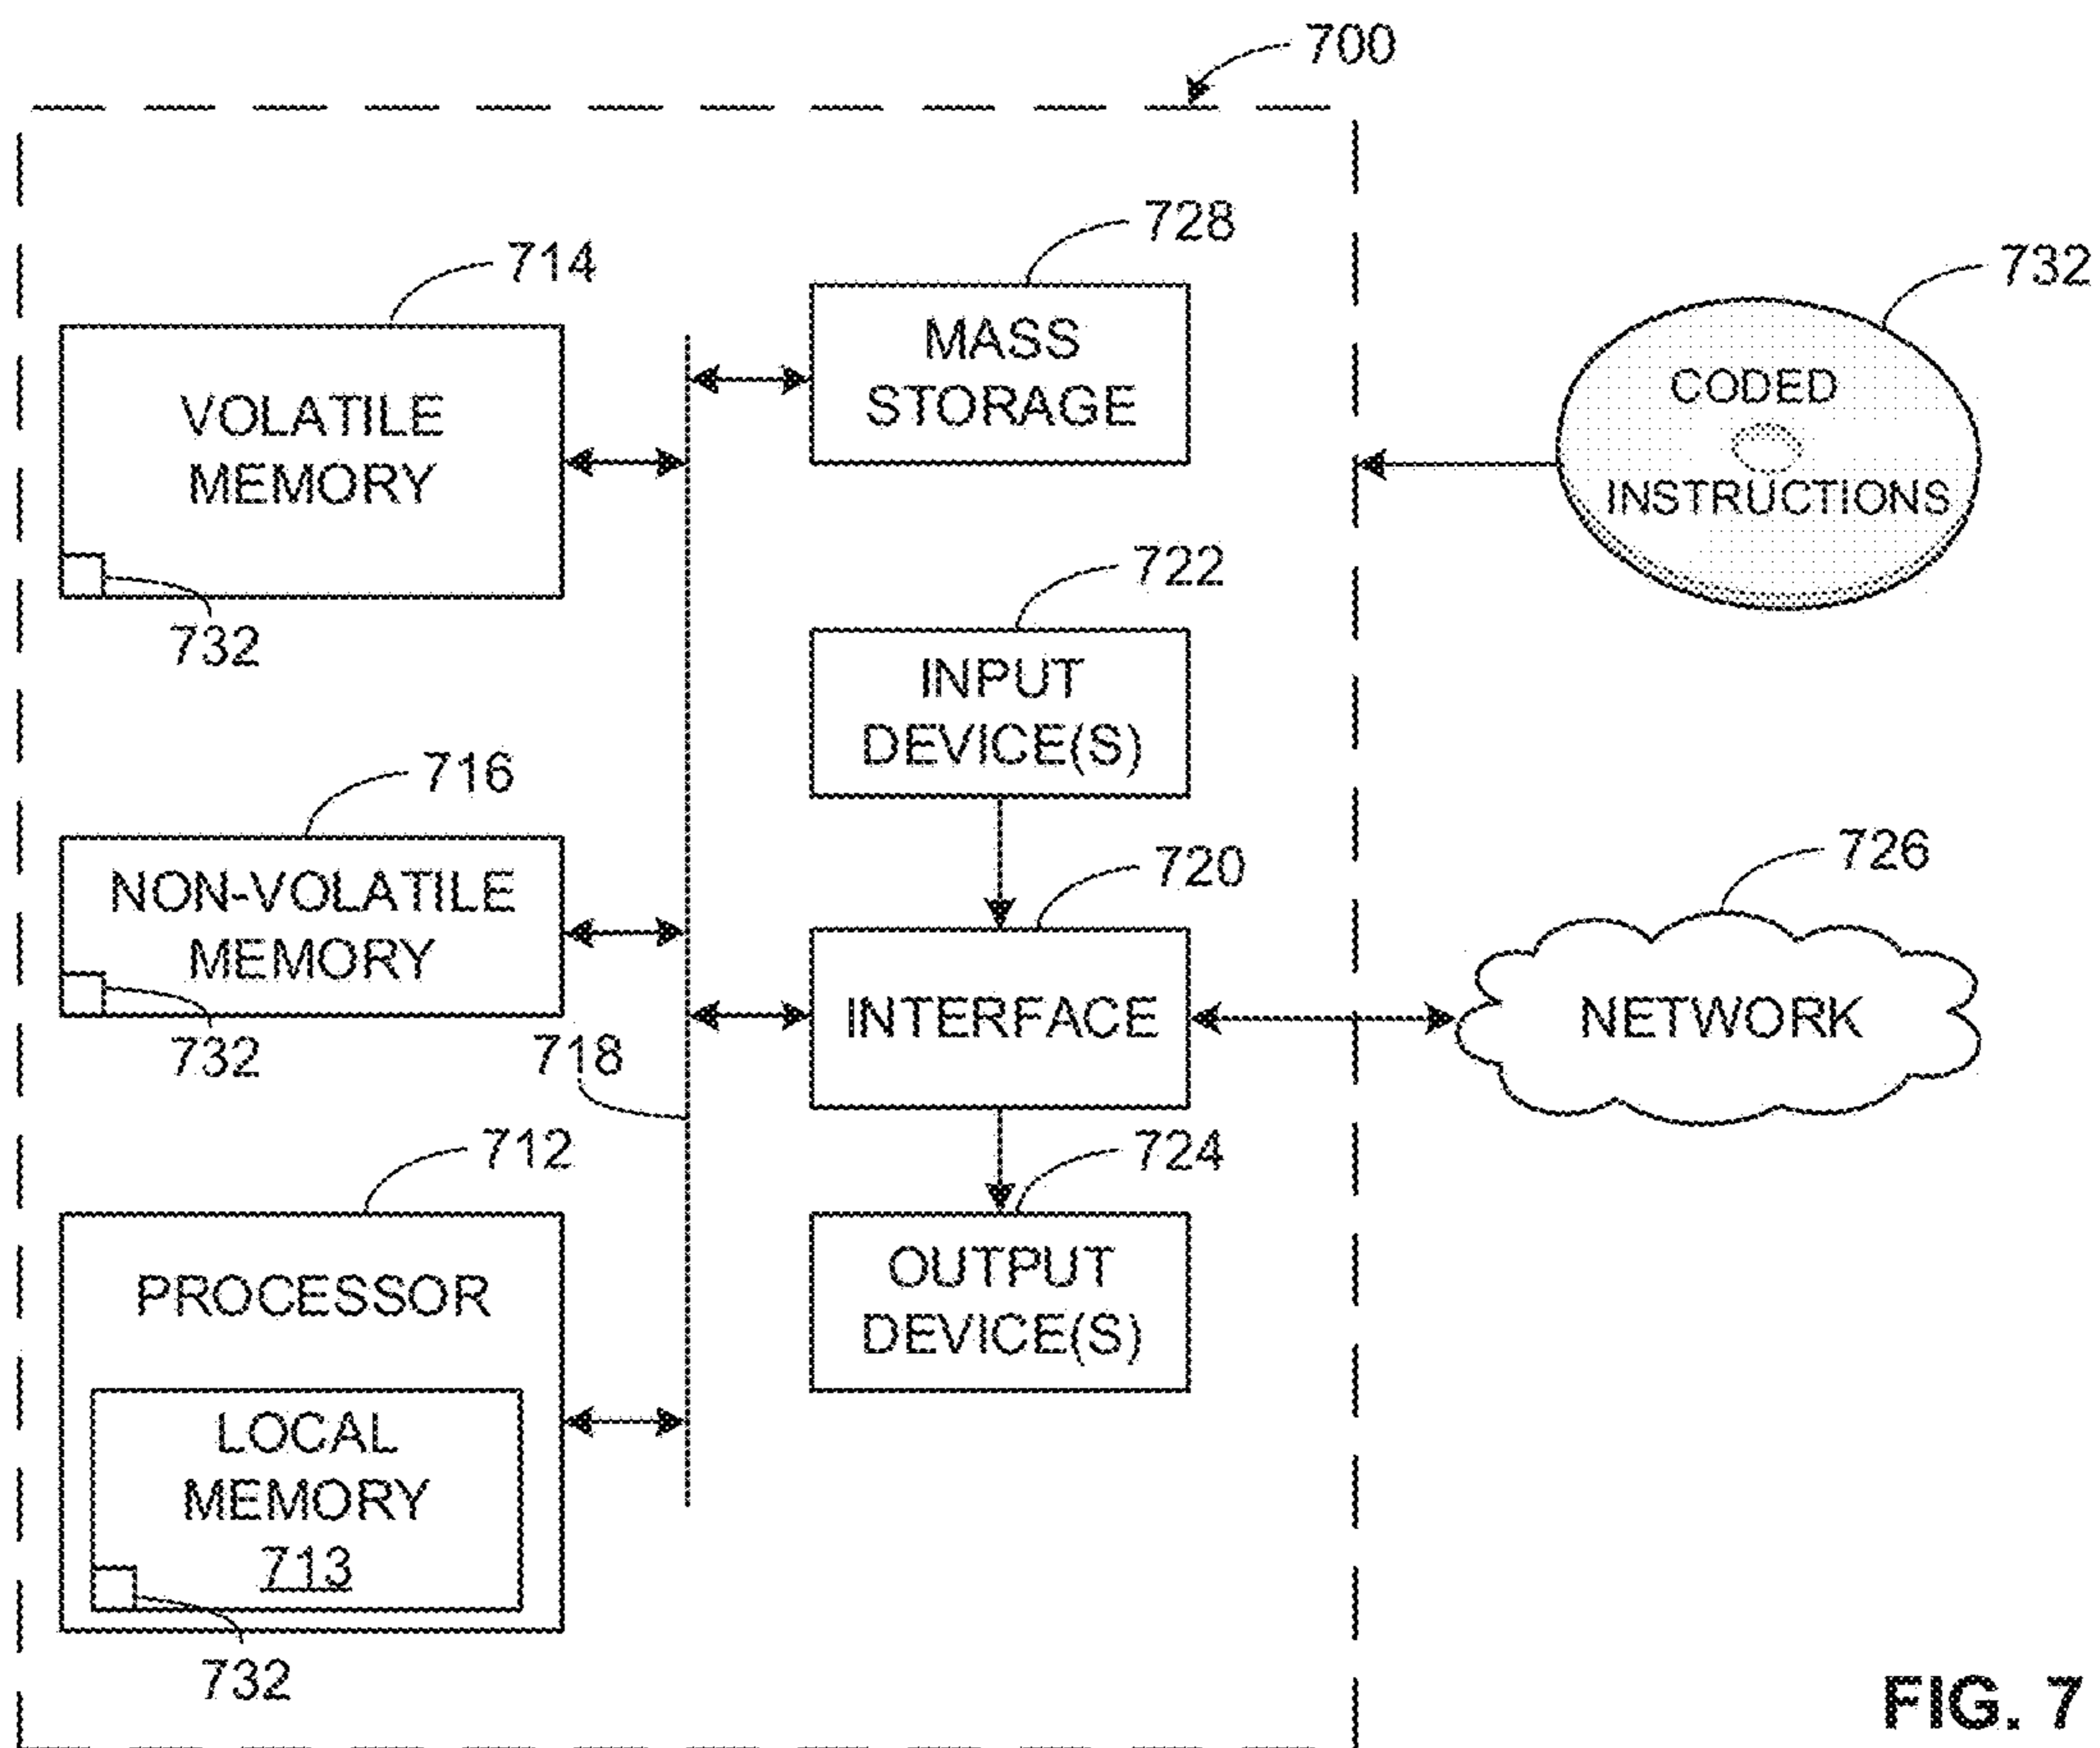 700
728
714
732
MASS
STORAGE
VOLATILE
MEMORY
CODED
INSTRUCTIONS
732
722
INPUT
DEVICE(S)
716
720
726
NON-VOLATILE
MEMORY
INTERFACE
NETWORK
732
718
712
724
PROCESSOR
OUTPUT
DEVICE(S)
LOCAL
MEMORY
713
732
FIG. 7